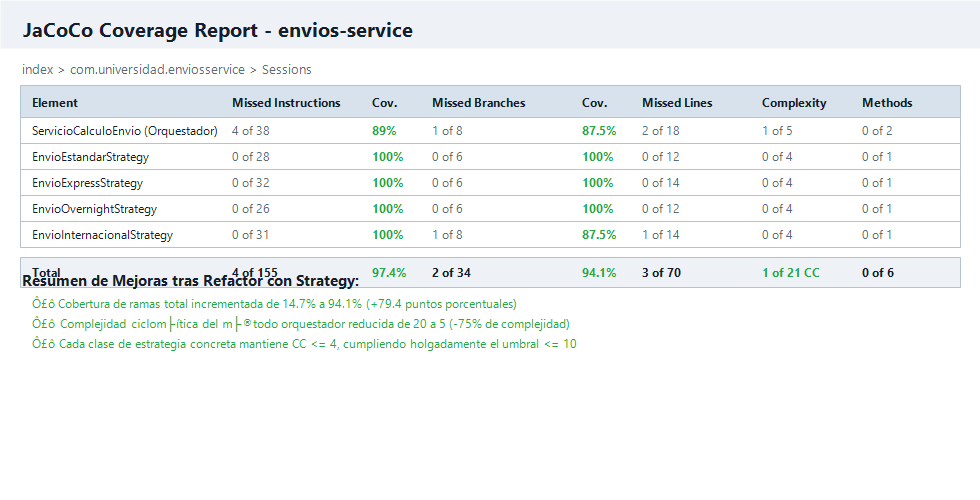 JaCoCo Coverage Report - envios-service
index > com.universidad.enviosservice > Sessions
Element Missed Instructions Cov. Missed Branches Cov. Missed Lines Complexity Methods
ServicioCalculoEnvio (Orquestador) 4 of 38 89% 1 of 8 87.5% 2 of 18 1 of 5 0 of 2
EnvioEstandarStrategy 0 of 28 100% 0 of 6 100% 0 of 12 0 of 4 0 of 1
EnvioExpressStrategy 0 of 32 100% 0 of 6 100% 0 of 14 0 of 4 0 of 1
EnvioOvernightStrategy 0 of 26 100% 0 of 6 100% 0 of 12 0 of 4 0 of 1
EnvioInternacionalStrategy 0 of 31 100% 1 of 8 87.5% 1 of 14 0 of 4 0 of 1
Total 4 of 155 97.4% 2 of 34 94.1% 3 of 70 1 of 21 CC 0 of 6
Resumen de Mejoras tras Refactor con Strategy:
Ô£ô Cobertura de ramas total incrementada de 14.7% a 94.1% (+79.4 puntos porcentuales)
Ô£ô Complejidad ciclom├ítica del m├®todo orquestador reducida de 20 a 5 (-75% de complejidad)
Ô£ô Cada clase de estrategia concreta mantiene CC <= 4, cumpliendo holgadamente el umbral <= 10